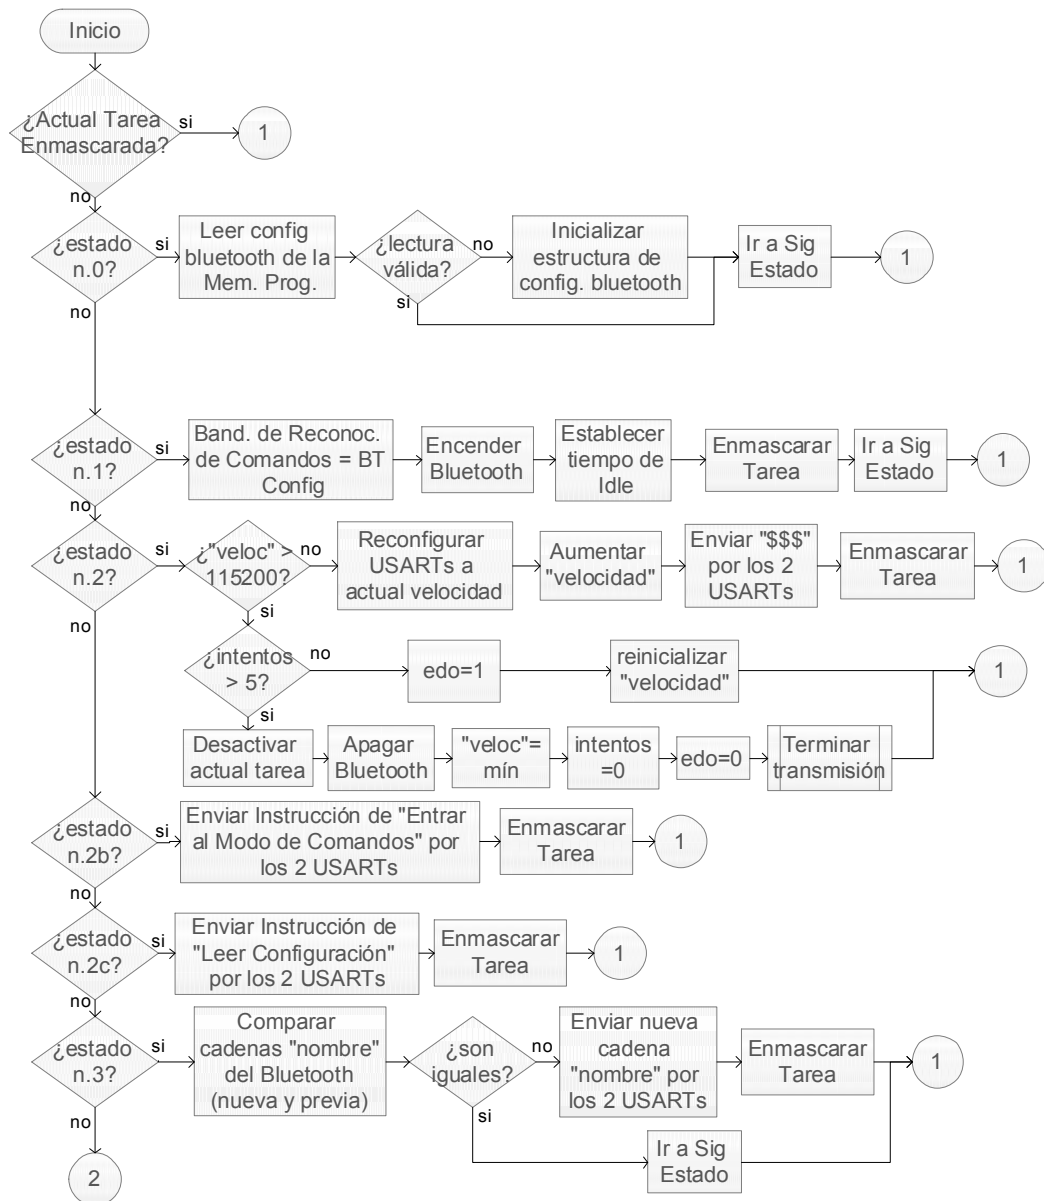 Inicio
¿Actual Tarea
Enmascarada?
si
1
no
¿estado
n.0?
si
Leer config
bluetooth de la
Mem. Prog.
¿lectura
válida?
no
si
Inicializar
estructura de
config. bluetooth
Ir a Sig
Estado
1
no
¿estado
n.1?
si
Band. de Reconoc.
de Comandos = BT
Config
Encender
Bluetooth
Establecer
tiempo de
Idle
Enmascarar
Tarea
Ir a Sig
Estado
1
no
¿estado
n.2?
si
¿"veloc" >
115200?
no
Reconfigurar
USARTs a
actual velocidad
Aumentar
"velocidad"
Enviar "$$$"
por los 2
USARTs
Enmascarar
Tarea
1
si
no
¿intentos
> 5?
no
edo=1
reinicializar
"velocidad"
1
si
Desactivar
actual tarea
Apagar
Bluetooth
"veloc"=
mín
intentos
=0
edo=0
Terminar
transmisión
¿estado
n.2b?
si
Enviar Instrucción de "Entrar
al Modo de Comandos" por
los 2 USARTs
Enmascarar
Tarea
1
no
¿estado
n.2c?
si
Enviar Instrucción de
"Leer Configuración"
por los 2 USARTs
Enmascarar
Tarea
1
no
¿estado
n.3?
si
Comparar
cadenas "nombre"
del Bluetooth
(nueva y previa)
¿son
iguales?
no
Enviar nueva
cadena
"nombre" por
los 2 USARTs
Enmascarar
Tarea
1
si
Ir a Sig
Estado
no
2